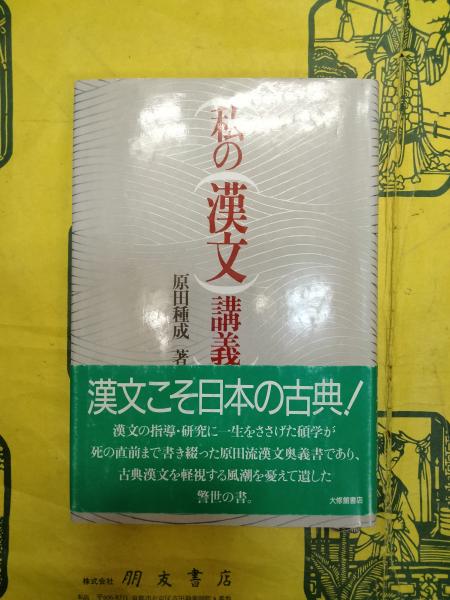 私の(漢文)講義
原田種成 著
漢文こそ日本の古典!
漢文の指導・研究に一生をささげた碩学が
死の直前まで書き綴った原田流漢文奥義書であり、
古典漢文を軽視する風潮を憂えて遺した
警世の書。
大修館書店
株式会社 朋友書店